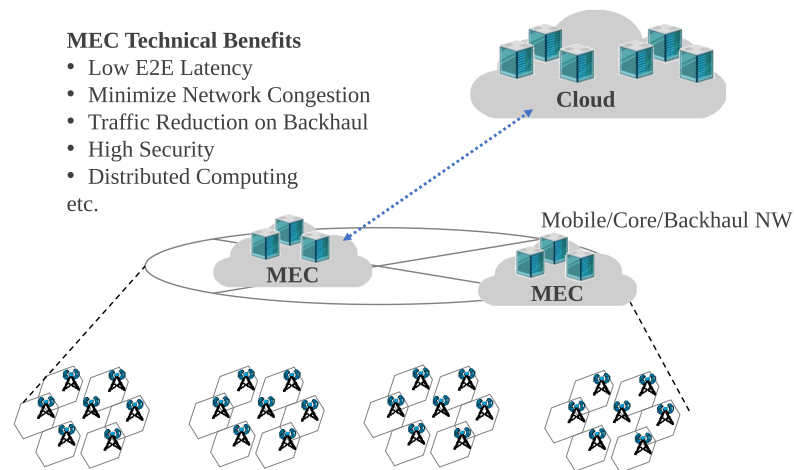 MEC Technical Benefits
• Low E2E Latency
• Minimize Network Congestion
• Traffic Reduction on Backhaul
• High Security
• Distributed Computing
etc.
Cloud
Mobile/Core/Backhaul NW
MEC
MEC